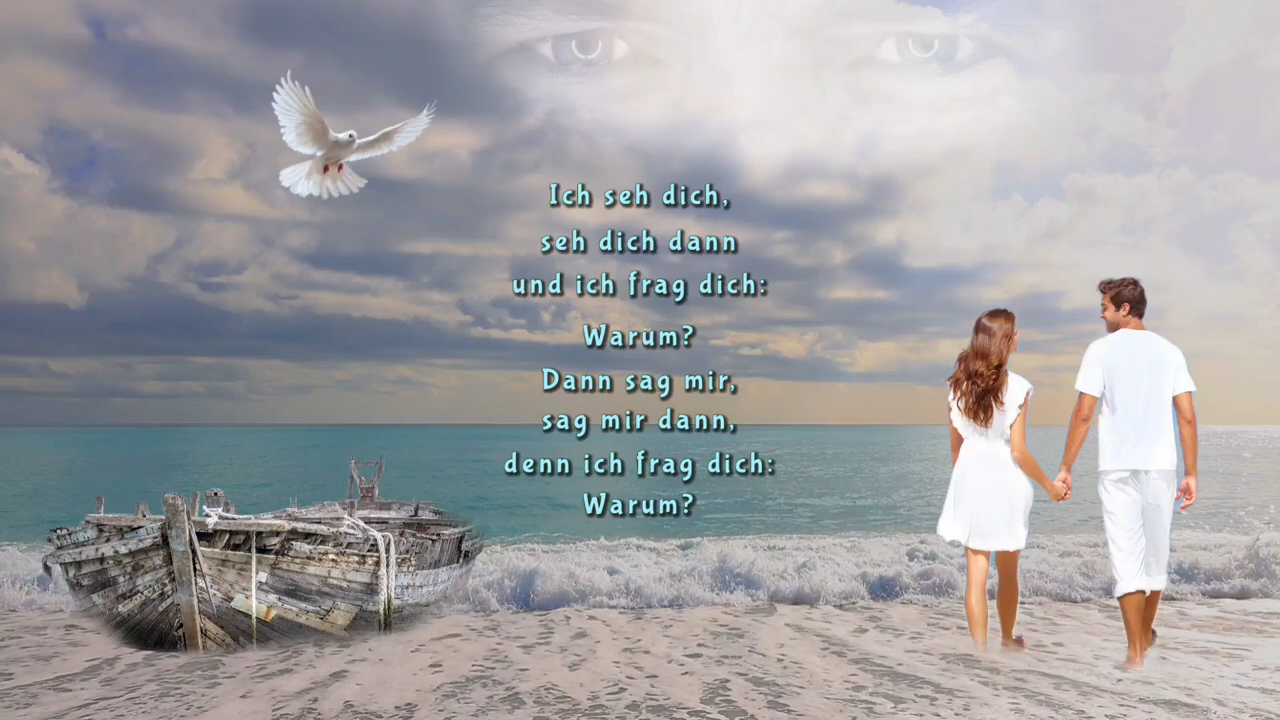 Ich seh dich,
seh dich dann
und ich frag dich:
Warum?
Dann sag mir,
sag mir dann,
denn ich frag dich:
Warum?